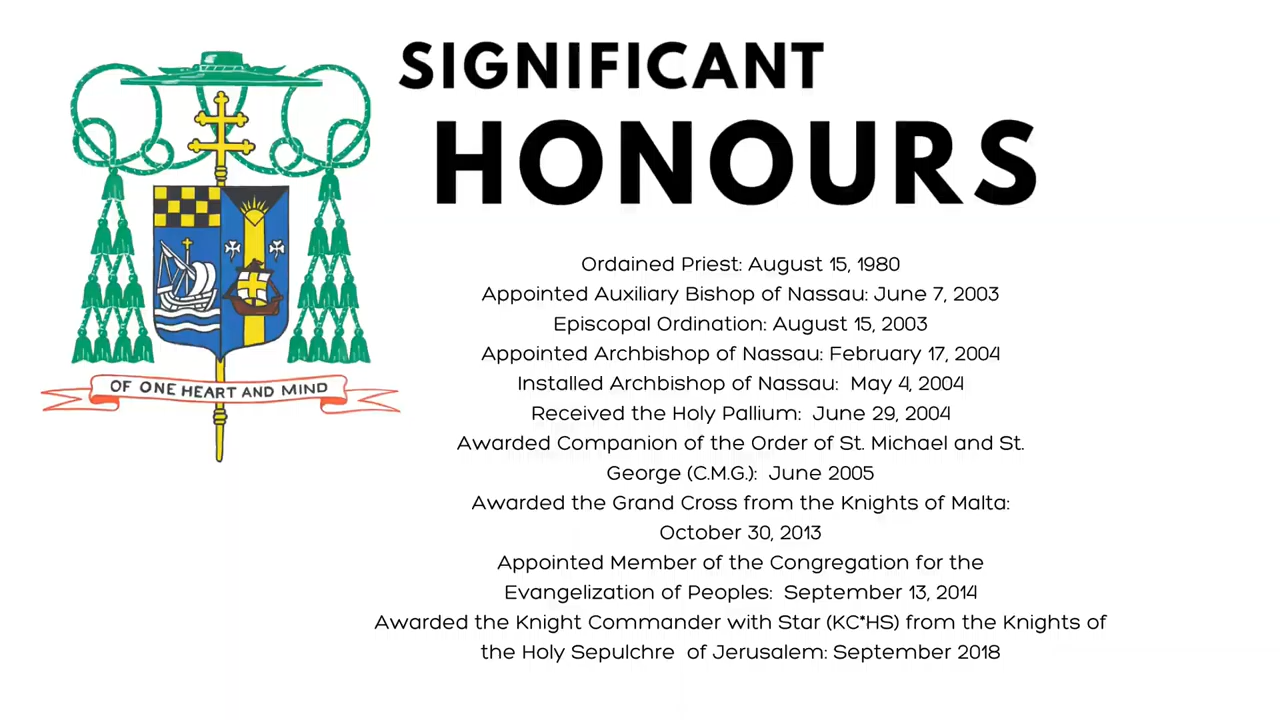 SIGNIFICANT
HONOURS
OF ONE HEART AND MIND
Ordained Priest: August 15, 1980
Appointed Auxiliary Bishop of Nassau: June 7, 2003
Episcopal Ordination: August 15, 2003
Appointed Archbishop of Nassau: February 17, 2004
Installed Archbishop of Nassau:  May 4, 2004
Received the Holy Pallium:  June 29, 2004
Awarded Companion of the Order of St. Michael and St.
George (C.M.G.):  June 2005
Awarded the Grand Cross from the Knights of Malta:
October 30, 2013
Appointed Member of the Congregation for the
Evangelization of Peoples:  September 13, 2014
Awarded the Knight Commander with Star (KC*HS) from the Knights of
the Holy Sepulchre  of Jerusalem: September 2018